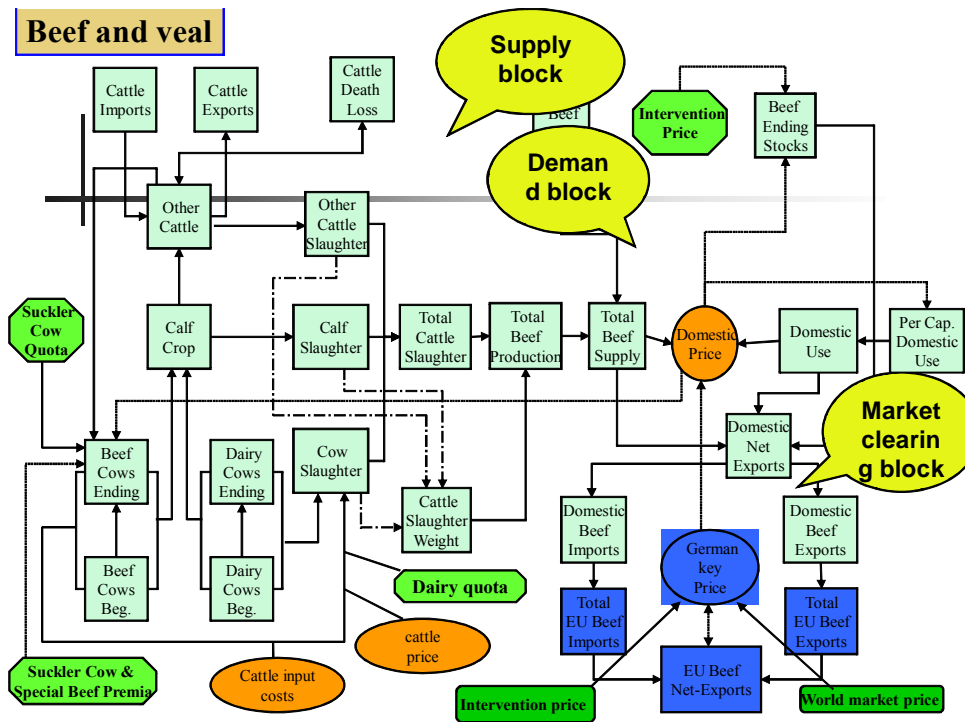 Beef and veal
Supply
block
Cattle
Imports
Cattle
Exports
Cattle
Death
Loss
Beef
Intervention
Price
Beef
Ending
Stocks
Deman
d block
Other
Cattle
Other
Cattle
Slaughter
Suckler
Cow
Quota
Calf
Crop
Calf
Slaughter
Total
Cattle
Slaughter
Total
Beef
Production
Total
Beef
Supply
Domestic
Price
Domestic
Use
Per Cap.
Domestic
Use
Market
clearin
g block
Beef
Cows
Ending
Dairy
Cows
Ending
Cow
Slaughter
Cattle
Slaughter
Weight
Domestic
Net
Exports
Domestic
Beef
Imports
German
key
Price
Domestic
Beef
Exports
Beef
Cows
Beg.
Dairy
Cows
Beg.
Dairy quota
Total
EU Beef
Imports
Total
EU Beef
Exports
cattle
price
Suckler Cow &
Special Beef Premia
Cattle input
costs
EU Beef
Net-Exports
Intervention price
World market price